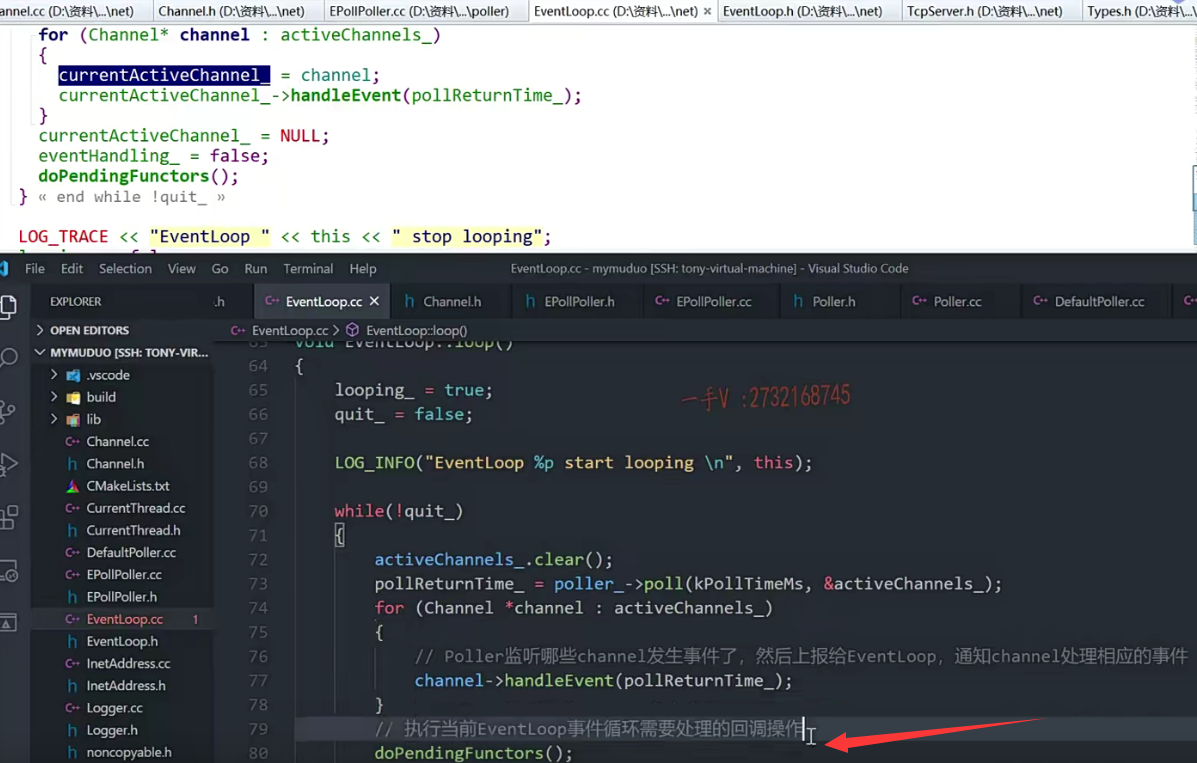 annel.cc (D:\资料\...\net) Channel.h (D:\资料\...\net) EPollPoller.cc (D:\资料\...\poller) EventLoop.cc (D:\资料\...\net) × EventLoop.h (D:\资料\...\net) TcpServer.h (D:\资料\...\net) Types.h (D:\资料\...\
for (Channel* channel : activeChannels_)
{
currentActiveChannel_ = channel;
currentActiveChannel_->handleEvent(pollReturnTime_);
}
currentActiveChannel_ = NULL;
eventHandling_ = false;
doPendingFunctors();
} « end while !quit_ »
LOG_TRACE << "EventLoop " << this << " stop looping";
File Edit Selection View Go Run Terminal Help EventLoop.cc - mymuduo [SSH: tony-virtual-machine] - Visual Studio Code
EXPLORER
.h C++ EventLoop.cc × h Channel.h h EPollPoller.h C++ EPollPoller.cc h Poller.h C++ Poller.cc C++ DefaultPoller.cc
OPEN EDITORS
MYMUDUO [SSH: TONY-VIR...
.vscode
build
lib
C++ Channel.cc
h Channel.h
CMakeLists.txt
C++ CurrentThread.cc
h CurrentThread.h
C++ DefaultPoller.cc
C++ EPollPoller.cc
h EPollPoller.h
C++ EventLoop.cc 1
h EventLoop.h
C++ InetAddress.cc
h InetAddress.h
C++ Logger.cc
h Logger.h
h noncopyable.h
C++ EventLoop.cc > EventLoop::loop()
63 void EventLoop::loop()
64 {
65 looping_ = true;
一手V :2732168745
66 quit_ = false;
67
68 LOG_INFO("EventLoop %p start looping \n", this);
69
70 while(!quit_)
71 {
72 activeChannels_.clear();
73 pollReturnTime_ = poller_->poll(kPollTimeMs, &activeChannels_);
74 for (Channel *channel : activeChannels_)
75 {
76 // Poller监听哪些channel发生事件了，然后上报给EventLoop，通知channel处理相应的事件
77 channel->handleEvent(pollReturnTime_);
78 }
79 // 执行当前EventLoop事件循环需要处理的回调操作
80 doPendingFunctors();